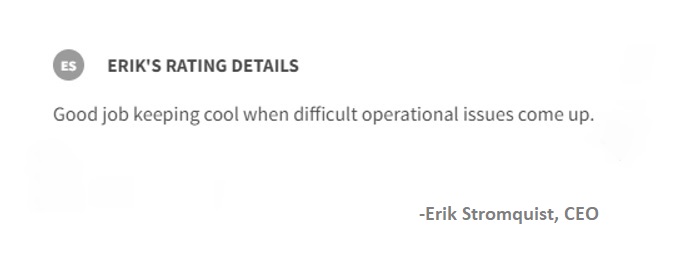 ES ERIK'S RATING DETAILS
Good job keeping cool when difficult operational issues come up.
-Erik Stromquist, CEO